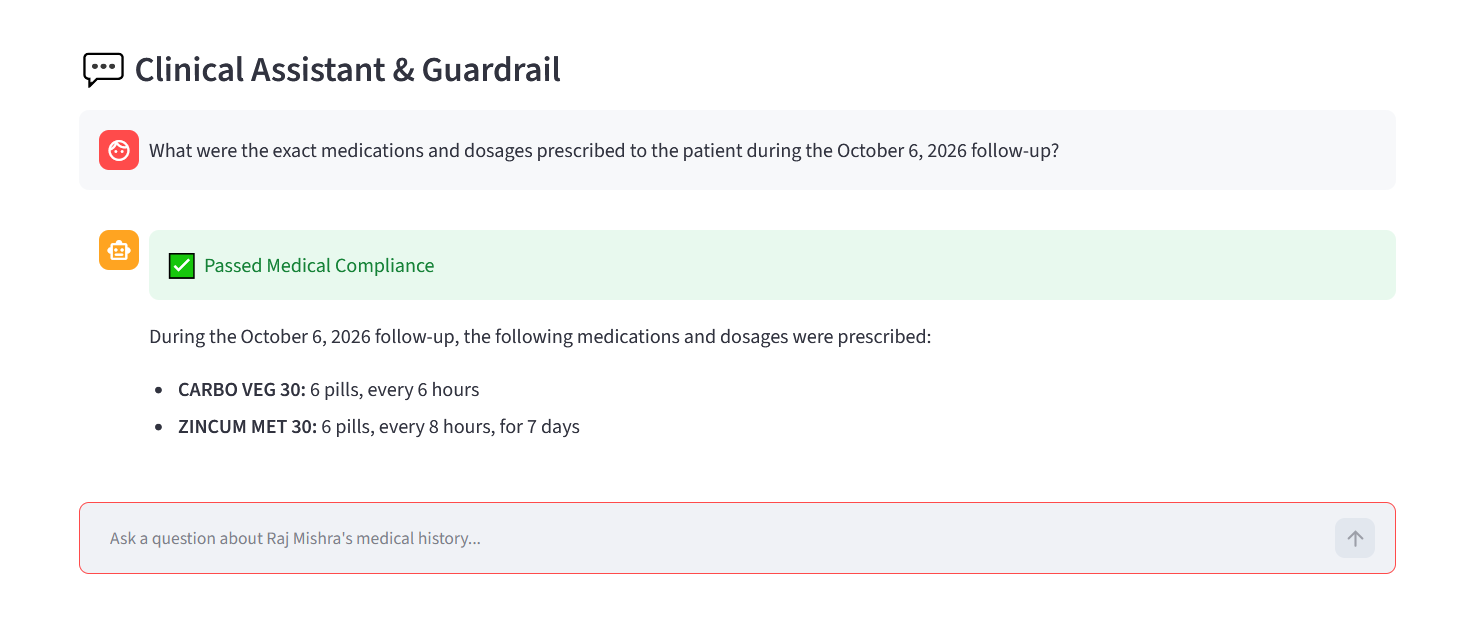 Clinical Assistant & Guardrail
What were the exact medications and dosages prescribed to the patient during the October 6, 2026 follow-up?
Passed Medical Compliance
During the October 6, 2026 follow-up, the following medications and dosages were prescribed:
• CARBO VEG 30: 6 pills, every 6 hours
• ZINCUM MET 30: 6 pills, every 8 hours, for 7 days
Ask a question about Raj Mishra's medical history...